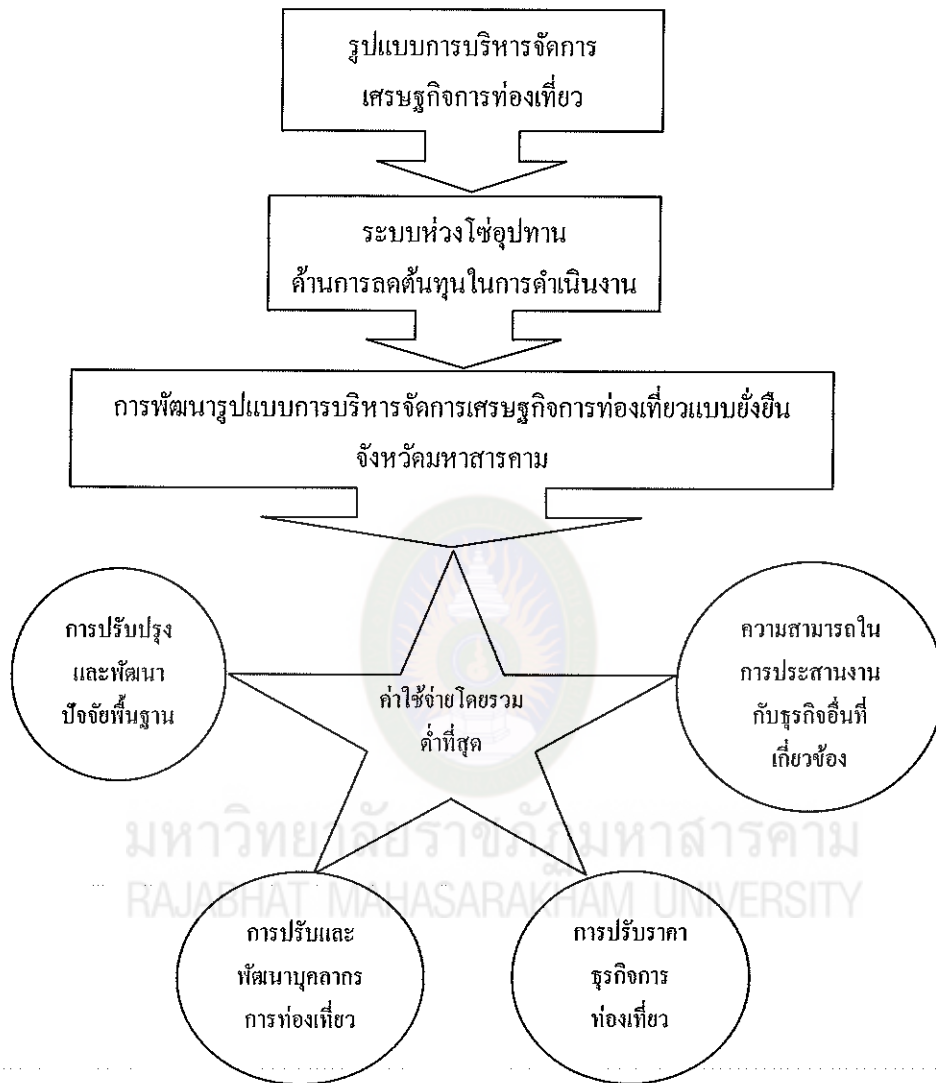 รูปแบบการบริหารจัดการ
เศรษฐกิจการท่องเที่ยว
ระบบห่วงโซ่อุปทาน
ด้านการลดต้นทุนในการดำเนินงาน
การพัฒนารูปแบบการบริหารจัดการเศรษฐกิจการท่องเที่ยวแบบยั่งยืน
จังหวัดมหาสารคาม
การปรับปรุง
และพัฒนา
ปัจจัยพื้นฐาน
ค่าใช้จ่ายโดยรวม
ต่ำที่สุด
ความสามารถใน
การประสานงาน
กับธุรกิจอื่นที่
เกี่ยวข้อง
มหาวิทยาลัยราชภัฏมหาสารคาม
RAJABHAT MAHASARAKHAM UNIVERSITY
การปรับและ
พัฒนาบุคลากร
การท่องเที่ยว
การปรับราคา
ธุรกิจการ
ท่องเที่ยว